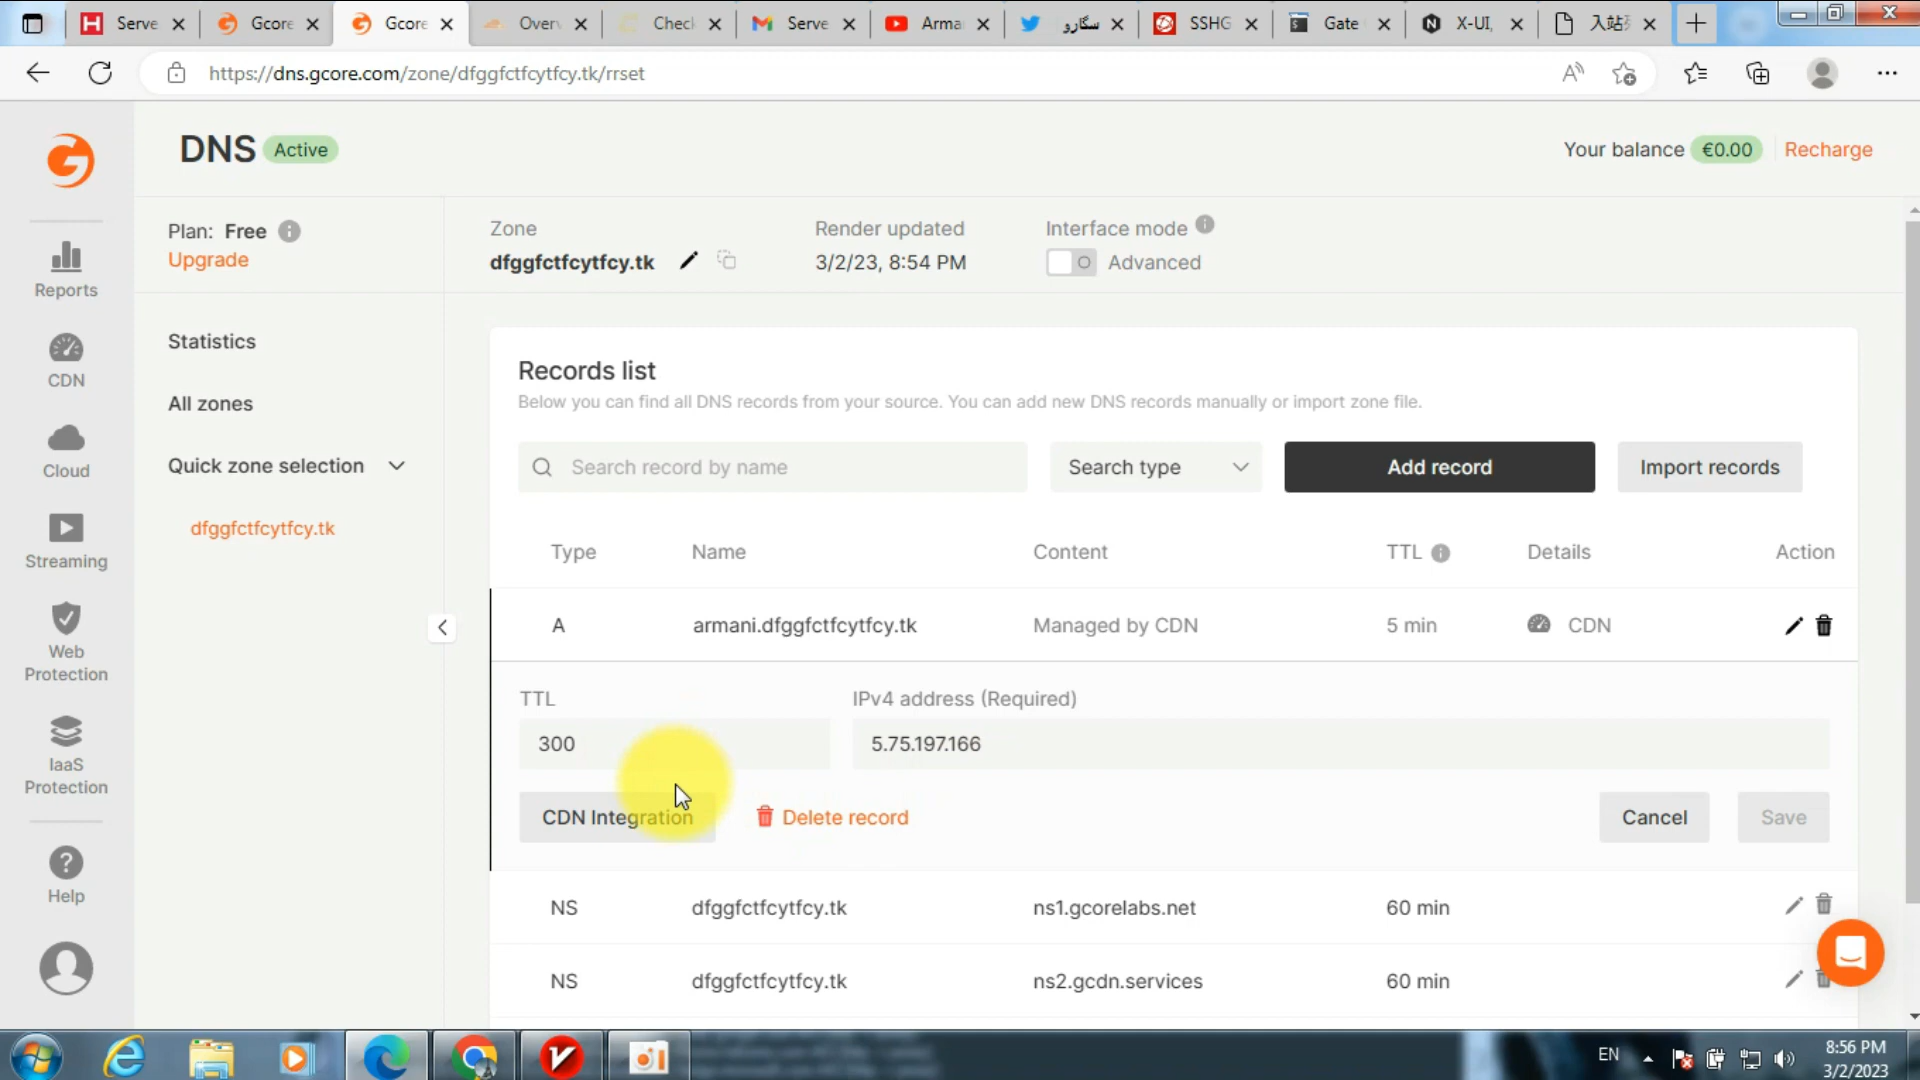 Serve
Gcore
Gcore
Overv
Check
Serve
Arma
سگارو
SSHG
Gate
X-UI,
入站
https://dns.gcore.com/zone/dfggfctfcytfcy.tk/rrset
DNS Active
Your balance €0.00 Recharge
Plan: Free
Upgrade
Zone
dfggfctfcytfcy.tk
Render updated
3/2/23, 8:54 PM
Interface mode
Advanced
Reports
CDN
Cloud
Streaming
Web
Protection
IaaS
Protection
Help
Statistics
All zones
Quick zone selection
dfggfctfcytfcy.tk
Records list
Below you can find all DNS records from your source. You can add new DNS records manually or import zone file.
Search record by name
Search type
Add record
Import records
Type Name Content TTL Details Action
A armani.dfggfctfcytfcy.tk Managed by CDN 5 min CDN
TTL IPv4 address (Required)
300 5.75.197.166
CDN Integration Delete record Cancel Save
NS dfggfctfcytfcy.tk ns1.gcorelabs.net 60 min
NS dfggfctfcytfcy.tk ns2.gcdn.services 60 min
EN
8:56 PM
3/2/2023